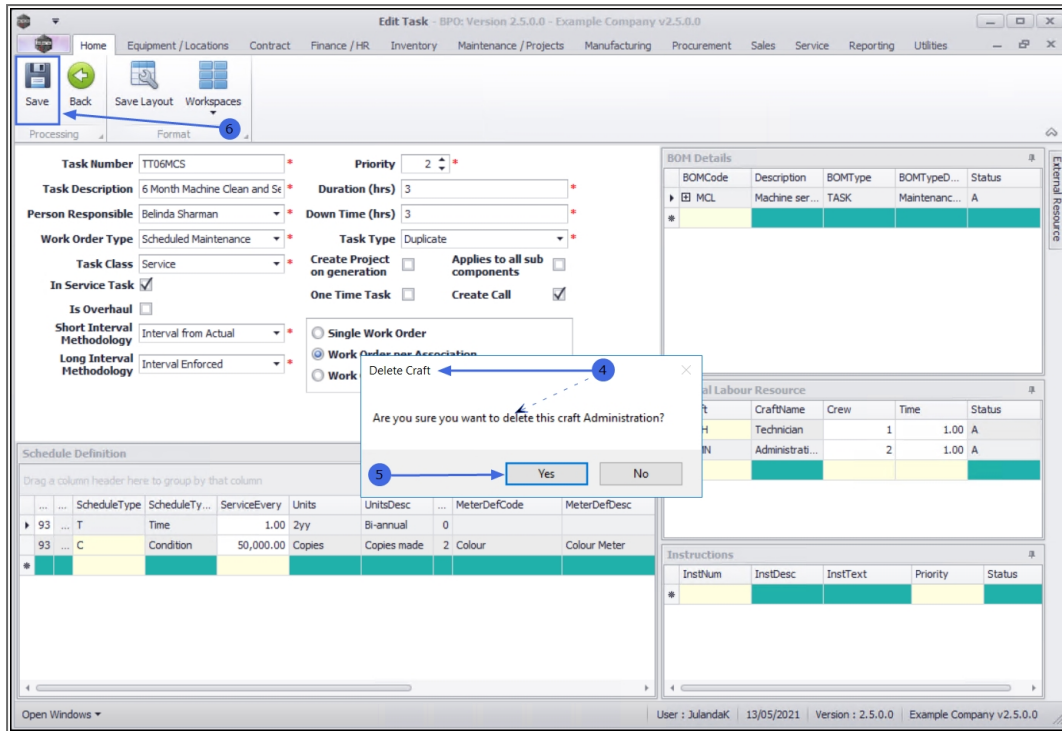 Edit Task - BPO: Version 2.5.0.0 - Example Company v2.5.0.0
Home Equipment / Locations Contract Finance / HR Inventory Maintenance / Projects Manufacturing Procurement Sales Service Reporting Utilities
Save Back Save Layout Workspaces
6
Processing Format
Task Number TT06MCS * Priority 2 *
Task Description 6 Month Machine Clean and Se * Duration (hrs) 3 *
Person Responsible Belinda Sharman * Down Time (hrs) 3 *
Work Order Type Scheduled Maintenance * Task Type Duplicate *
Task Class Service * Create Project on generation Applies to all sub components
In Service Task One Time Task Create Call
Is Overhaul
Short Interval Methodology Interval from Actual * Single Work Order
Long Interval Methodology Interval Enforced * Work Order per Association
Work
BOM Details
BOMCode Description BOMType BOMTypeD... Status
MCL Machine ser... TASK Maintenanc... A
External Resource
Delete Craft 4
Are you sure you want to delete this craft Administration?
5 Yes No
al Labour Resource
CraftName Crew Time Status
Technician 1 1.00 A
IN Administrati... 2 1.00 A
Schedule Definition
Drag a column header here to group by that column
... ... ScheduleType ScheduleTy... ServiceEvery Units UnitsDesc ... MeterDefCode MeterDefDesc
93 ... T Time 1.00 2yy Bi-annual 0
93 ... C Condition 50,000.00 Copies Copies made 2 Colour Colour Meter
Instructions
InstNum InstDesc InstText Priority Status
Open Windows User : JulandaK 13/05/2021 Version : 2.5.0.0 Example Company v2.5.0.0